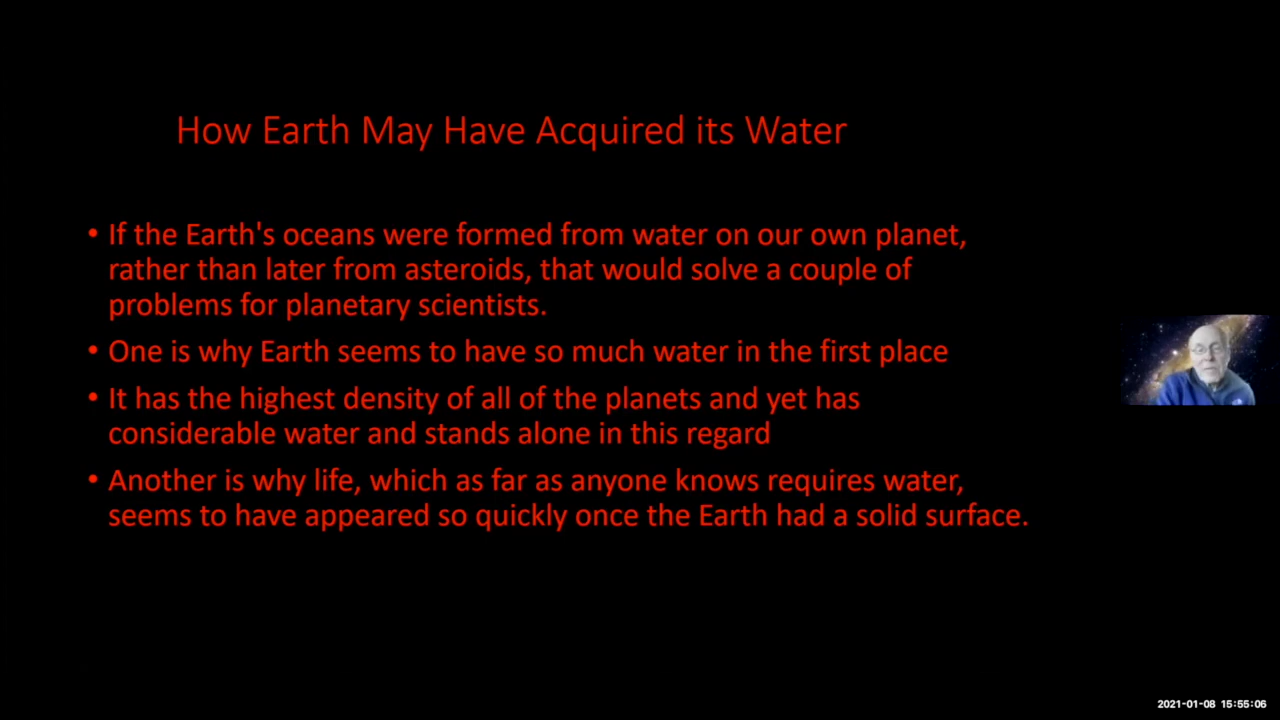 How Earth May Have Acquired its Water
• If the Earth's oceans were formed from water on our own planet,
rather than later from asteroids, that would solve a couple of
problems for planetary scientists.
• One is why Earth seems to have so much water in the first place
• It has the highest density of all of the planets and yet has
considerable water and stands alone in this regard
• Another is why life, which as far as anyone knows requires water,
seems to have appeared so quickly once the Earth had a solid surface.
2021-01-08 15:55:06